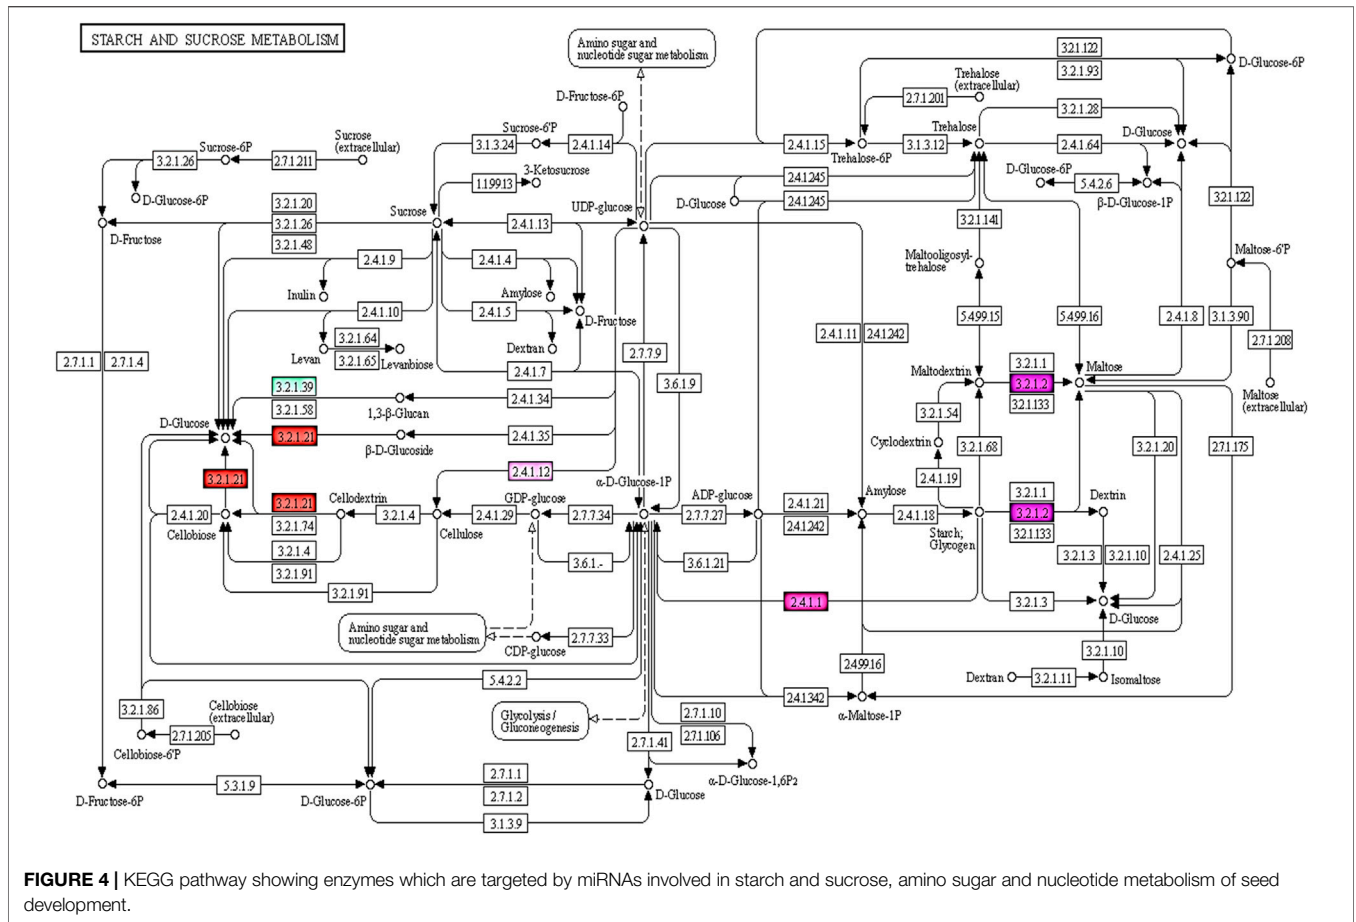 STARCH AND SUCROSE METABOLISM
Amino sugar and
nucleotide sugar metabolism
3.2.1.122
D-Glucose-6P
3.2.1.93
D-Fructose-6P
2.7.1.201
Trehalose
(extracellular)
3.2.1.28
Sucrose-6'P
Trehalose
D-Glucose
Sucrose-6P
Sucrose
(extracellular)
3.1.3.24
2.4.1.14
2.4.1.15
3.1.3.12
2.4.1.64
Trehalose-6P
3.2.1.26
2.7.1.211
3-Ketosucrose
1.1.99.13
2.4.1.245
D-Glucose-6P
5.4.2.6
D-Glucose-6P
D-Glucose
2.4.1.245
β-D-Glucose-1P
3.2.1.122
3.2.1.20
Sucrose
UDP-glucose
3.2.1.26
2.4.1.13
3.2.1.141
D-Fructose
3.2.1.48
2.4.1.9
2.4.1.4
Maltooligosyl-
trehalose
Maltose-6'P
Inulin
Amylose
2.4.1.10
2.4.1.5
D-Fructose
5.4.99.15
5.4.99.16
2.4.1.8
3.1.3.90
2.4.1.11
2.4.1.242
3.2.1.64
2.7.1.208
Levan
3.2.1.65
Levanbiose
Dextran
2.7.7.9
2.7.1.1
2.7.1.4
2.4.1.7
3.6.1.9
Maltodextrin
3.2.1.1
Maltose
3.2.1.39
3.2.1.2
Maltose
(extracellular)
3.2.1.58
1,3-β-Glucan
2.4.1.34
3.2.1.133
D-Glucose
3.2.1.54
3.2.1.21
2.4.1.35
β-D-Glucoside
Cyclodextrin
3.2.1.68
3.2.1.20
2.7.1.175
2.4.1.12
3.2.1.21
α-D-Glucose-1P
2.4.1.19
3.2.1.21
Cellodextrin
GDP-glucose
ADP-glucose
2.4.1.21
Amylose
3.2.1.1
Dextrin
2.4.1.20
3.2.1.74
3.2.1.4
2.4.1.29
2.7.7.34
2.7.7.27
2.4.1.242
2.4.1.18
3.2.1.2
Cellobiose
Cellulose
Starch;
Glycogen
3.2.1.133
3.2.1.4
3.2.1.91
3.6.1.-
3.6.1.21
3.2.1.3
3.2.1.10
2.4.1.25
3.2.1.91
2.4.1.1
3.2.1.3
D-Glucose
Amino sugar and
nucleotide sugar metabolism
2.7.7.33
CDP-glucose
3.2.1.10
2.4.99.16
5.4.2.2
Dextran
3.2.1.11
Isomaltose
2.4.1.342
α-Maltose-1P
3.2.1.86
Cellobiose
(extracellular)
Glycolysis /
Gluconeogenesis
2.7.1.10
2.7.1.106
2.7.1.205
2.7.1.41
Cellobiose-6'P
α-D-Glucose-1,6P2
5.3.1.9
2.7.1.1
D-Fructose-6P
D-Glucose-6P
2.7.1.2
D-Glucose
3.1.3.9
FIGURE 4 | KEGG pathway showing enzymes which are targeted by miRNAs involved in starch and sucrose, amino sugar and nucleotide metabolism of seed
development.